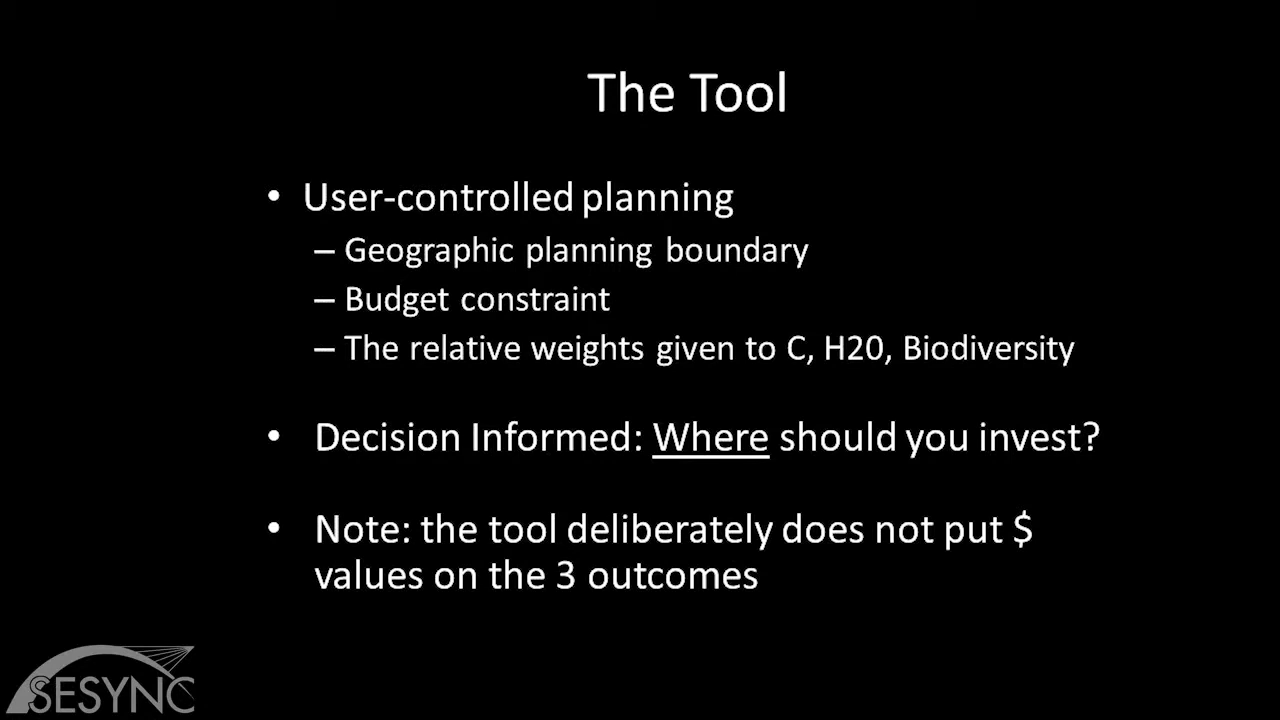 The Tool
• User-controlled planning
– Geographic planning boundary
– Budget constraint
– The relative weights given to C, H20, Biodiversity
• Decision Informed: Where should you invest?
• Note: the tool deliberately does not put $
values on the 3 outcomes
SESYNC